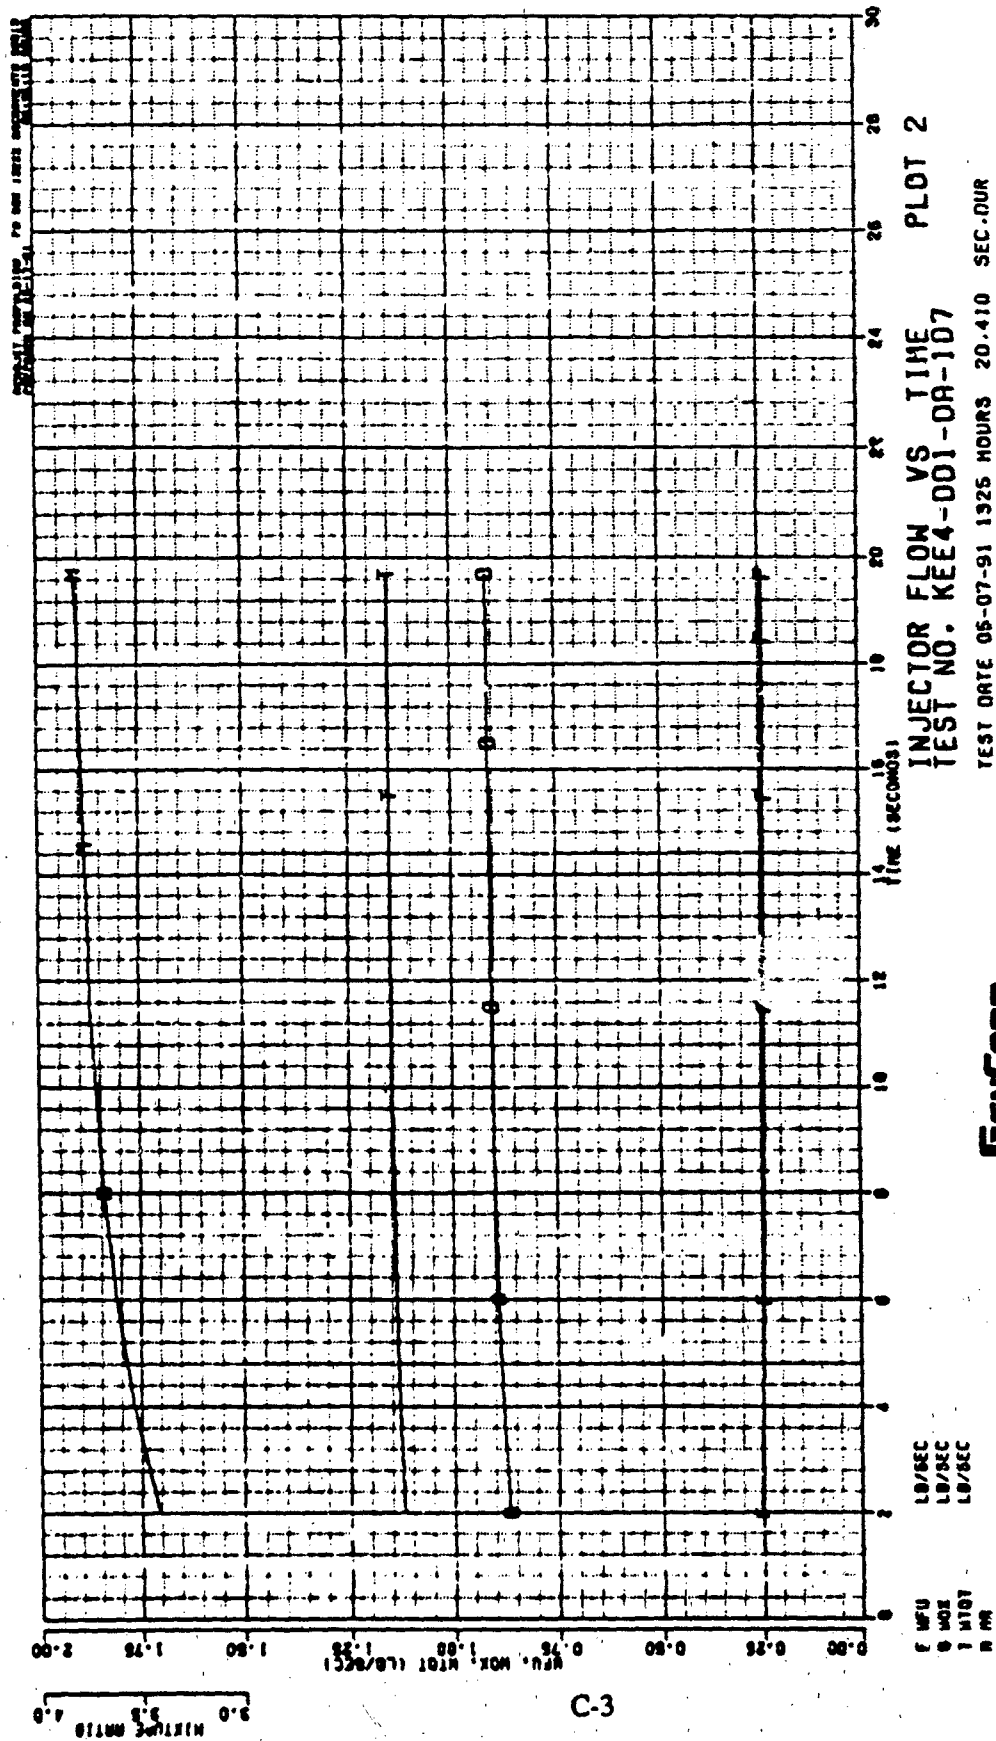 MIXTURE RATIO
4.0
3.5
3.0
WFU, WOX, WTOT (LB/SEC)
2.00
1.75
1.50
1.25
1.00
0.75
0.50
0.25
0.00
0
2
4
6
8
10
12
14
16
18
20
22
24
26
28
30
TIME (SECONDS)
INJECTOR FLOW VS TIME PLOT 2
TEST NO. KEE4-D01-0A-107
TEST DATE 05-07-91 1325 HOURS 20.410 SEC.DUR
F WFU LB/SEC
O WOX LB/SEC
T WTOT LB/SEC
M MR
C-3